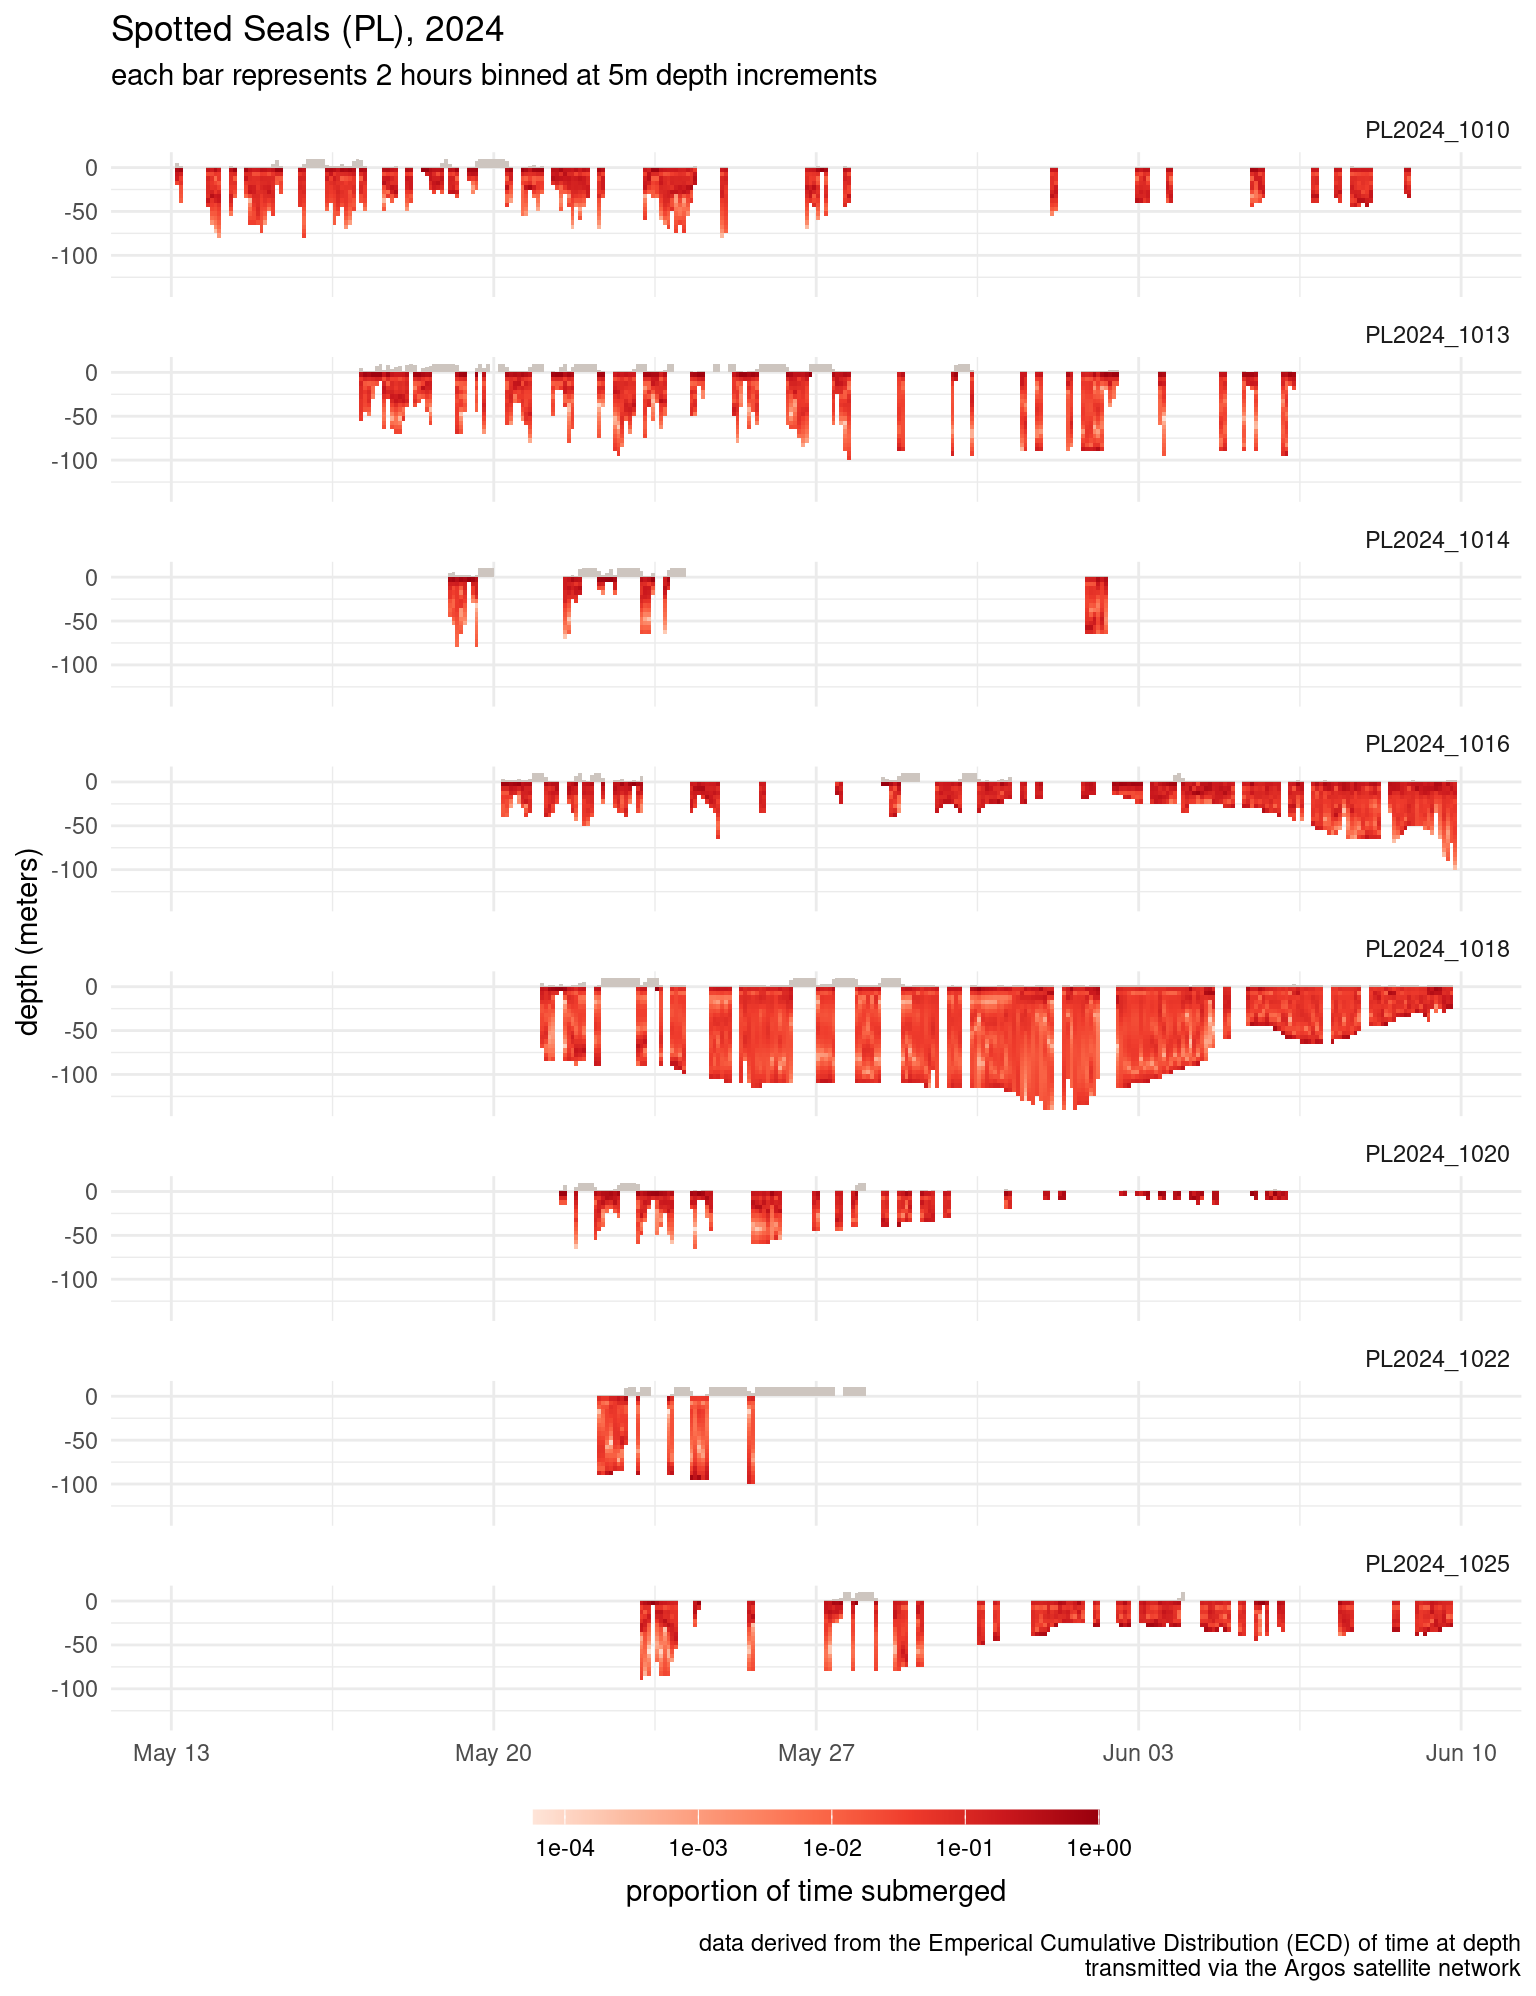 Spotted Seals (PL), 2024
each bar represents 2 hours binned at 5m depth increments
PL2024_1010
0
-50
-100
PL2024_1013
0
-50
-100
PL2024_1014
0
-50
-100
PL2024_1016
0
-50
-100
depth (meters)
PL2024_1018
0
-50
-100
PL2024_1020
0
-50
-100
PL2024_1022
0
-50
-100
PL2024_1025
0
-50
-100
May 13 May 20 May 27 Jun 03 Jun 10
1e-04 1e-03 1e-02 1e-01 1e+00
proportion of time submerged
data derived from the Emperical Cumulative Distribution (ECD) of time at depth
transmitted via the Argos satellite network